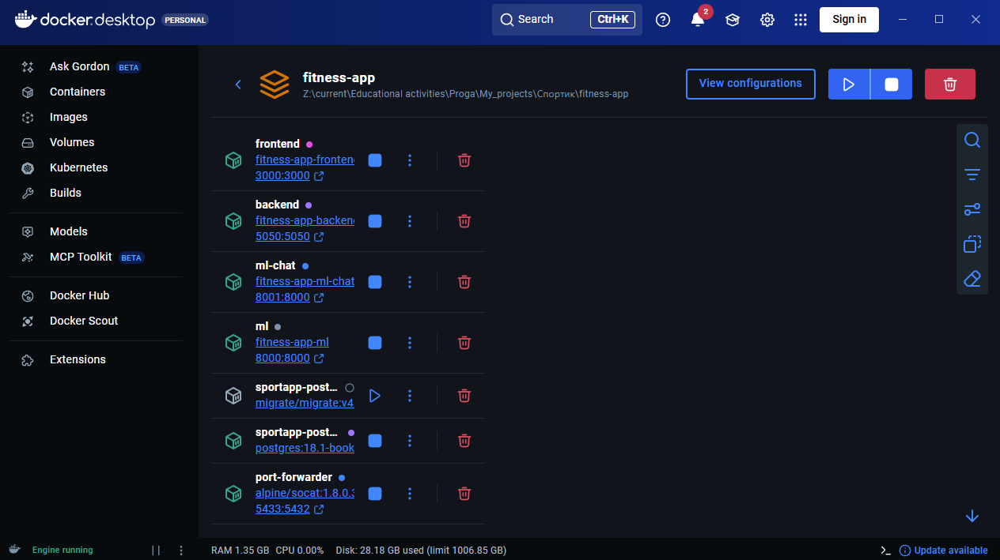 docker.desktop PERSONAL
Search Ctrl+K
2
Sign in
Ask Gordon BETA
Containers
Images
Volumes
Kubernetes
Builds
Models
MCP Toolkit BETA
Docker Hub
Docker Scout
Extensions
fitness-app
Z:\current\Educational activities\Proga\My_projects\Спортик\fitness-app
View configurations
frontend
fitness-app-fronten
3000:3000
backend
fitness-app-backen
5050:5050
ml-chat
fitness-app-ml-chat
8001:8000
ml
fitness-app-ml
8000:8000
sportapp-post...
migrate/migrate:v4
sportapp-post...
postgres:18.1-book
port-forwarder
alpine/socat:1.8.0.3
5433:5432
Engine running
RAM 1.35 GB CPU 0.00% Disk: 28.18 GB used (limit 1006.85 GB)
Update available